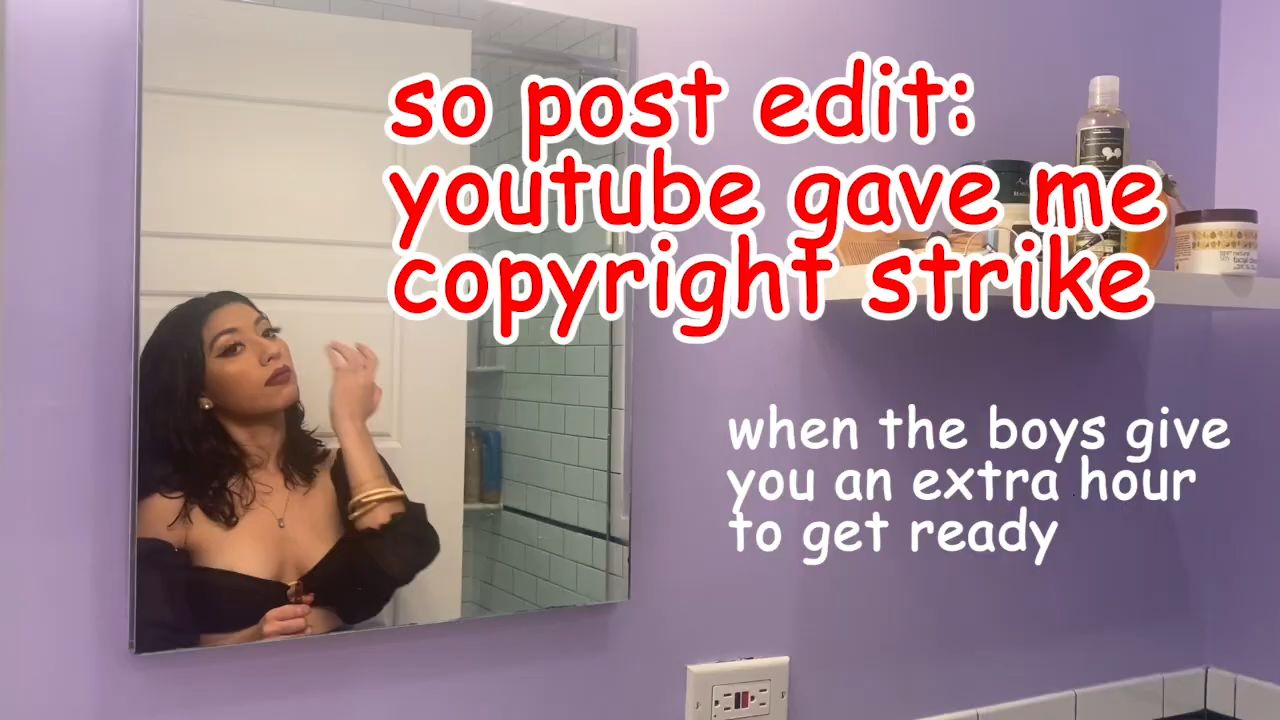 so post edit:
youtube gave me
copyright strike
when the boys give
you an extra hour
to get ready